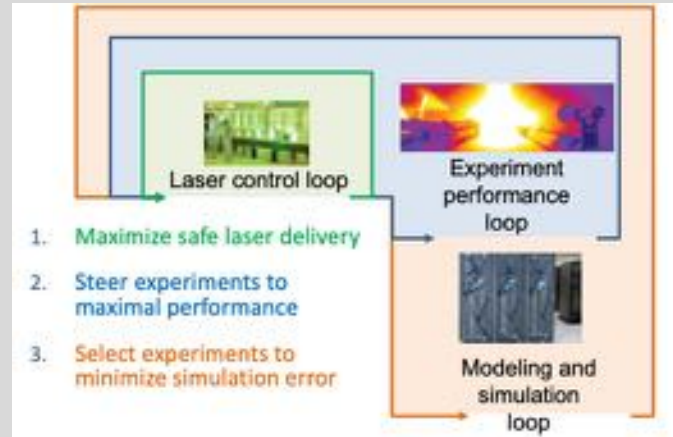 Laser control loop
Experiment
performance
loop
1. Maximize safe laser delivery
2. Steer experiments to
maximal performance
3. Select experiments to
minimize simulation error
Modeling and
simulation
loop